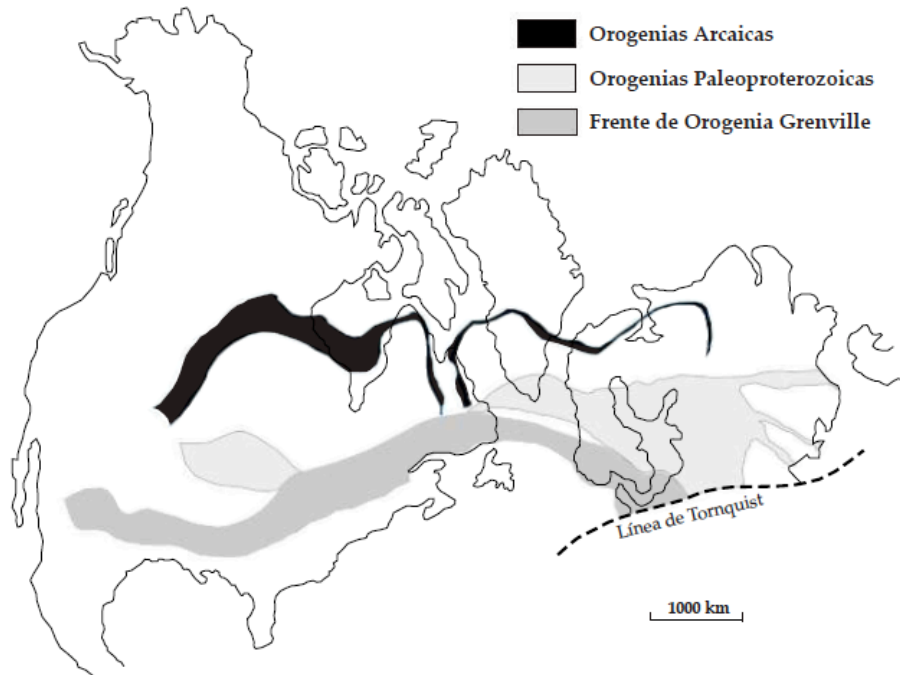 Orogenias Arcaicas
Orogenias Paleoproterozoicas
Frente de Orogenia Grenville
Línea de Tornquist
1000 km